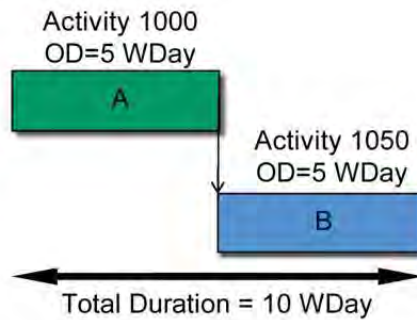 Activity 1000
OD=5 WDay
A
Activity 1050
OD=5 WDay
B
Total Duration = 10 WDay